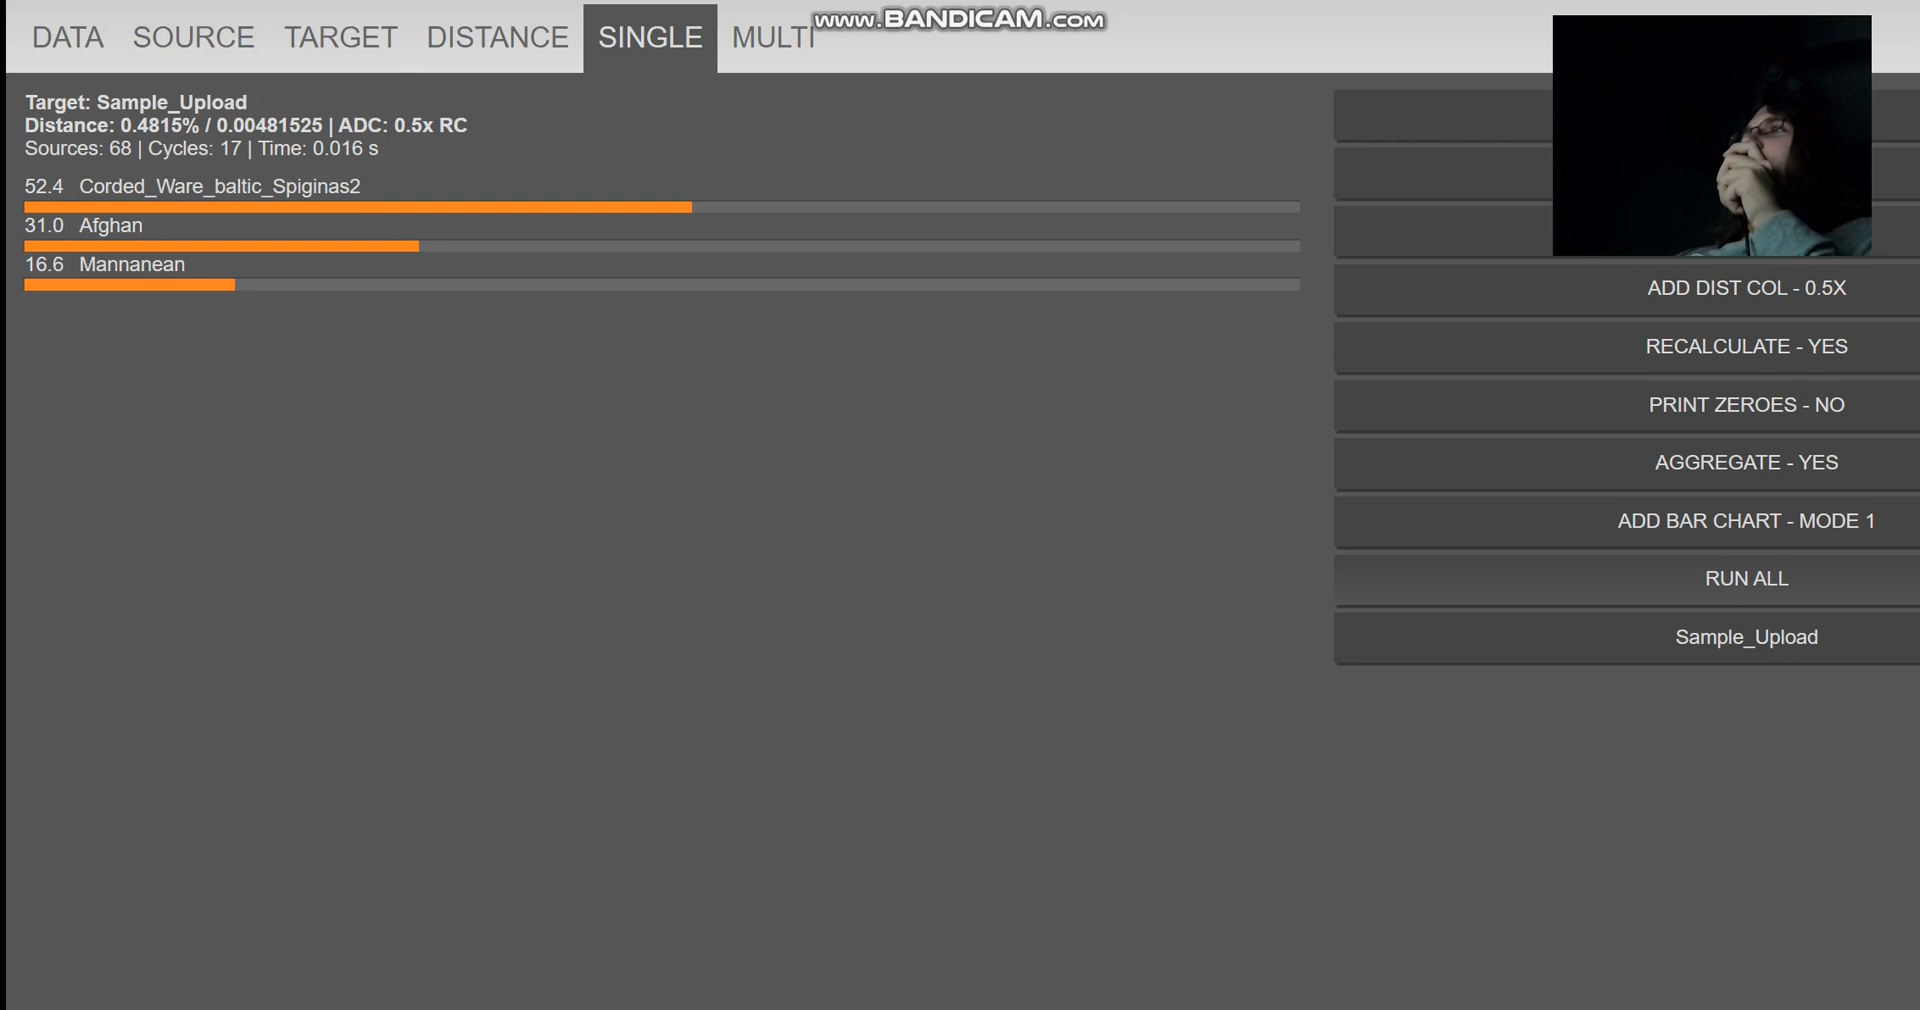 DATA SOURCE TARGET DISTANCE SINGLE MULTI
www.BANDICAM.com
Target: Sample_Upload
Distance: 0.4815% / 0.00481525 | ADC: 0.5x RC
Sources: 68 | Cycles: 17 | Time: 0.016 s
52.4 Corded_Ware_baltic_Spiginas2
31.0 Afghan
16.6 Mannanean
ADD DIST COL - 0.5X
RECALCULATE - YES
PRINT ZEROES - NO
AGGREGATE - YES
ADD BAR CHART - MODE 1
RUN ALL
Sample_Upload